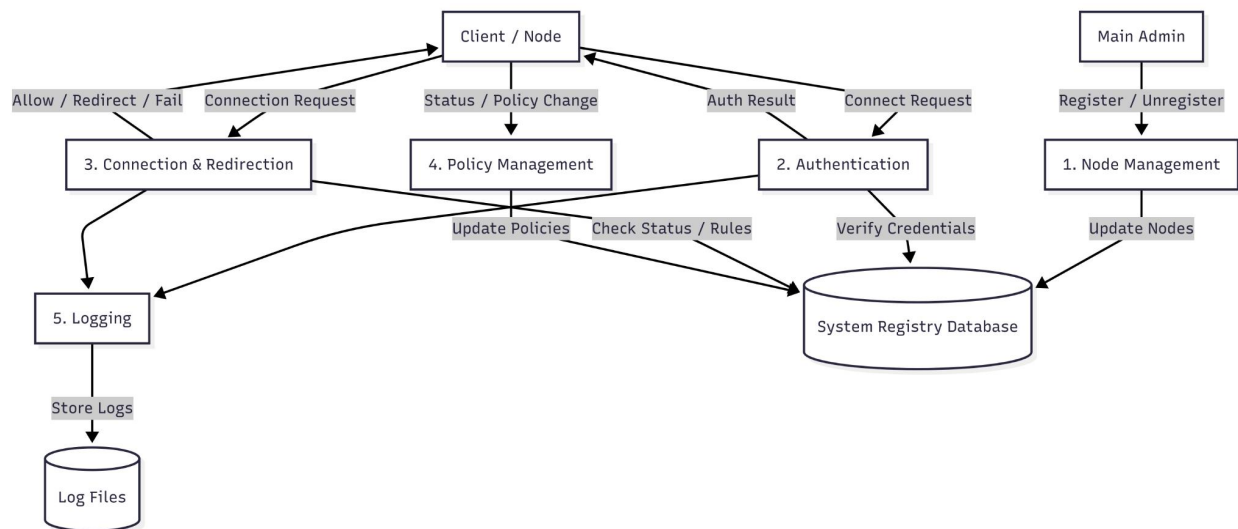 Client / Node
Main Admin
Allow / Redirect / Fail
Connection Request
Status / Policy Change
Auth Result
Connect Request
Register / Unregister
3. Connection & Redirection
4. Policy Management
2. Authentication
1. Node Management
Update Policies
Check Status / Rules
Verify Credentials
Update Nodes
5. Logging
System Registry Database
Store Logs
Log Files